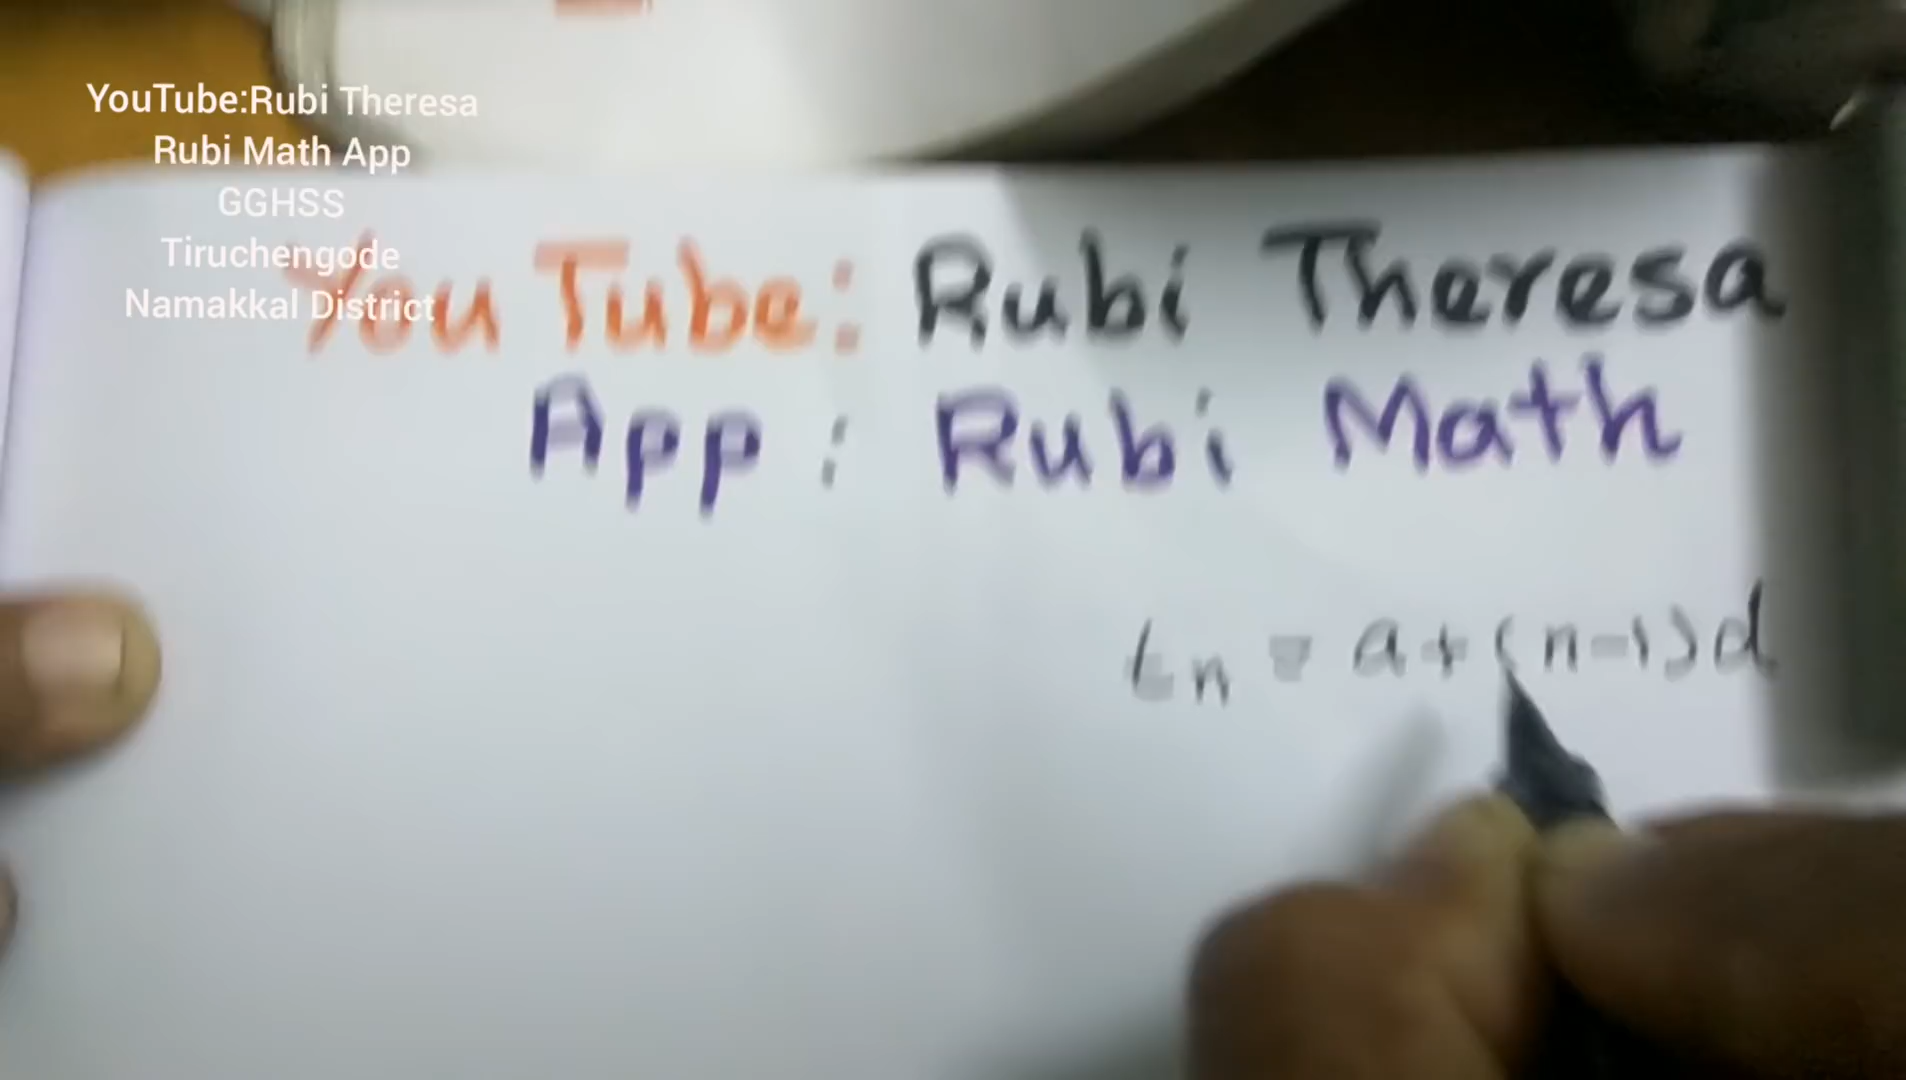 YouTube:Rubi Theresa
Rubi Math App
GGHSS
Tiruchengode
Namakkal District
YouTube: Rubi Theresa
App: Rubi Math
tn = a+(n-1)d